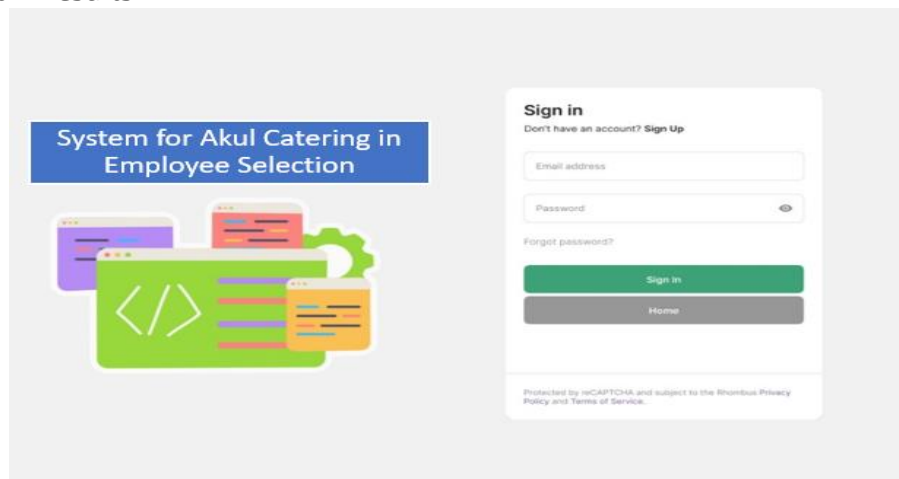 System for Akul Catering in
Employee Selection
</>
Sign in
Don't have an account? Sign Up
Email address
Password
Forgot password?
Sign In
Home
Protected by reCAPTCHA and subject to the Rhombus Privacy
Policy and Terms of Service.